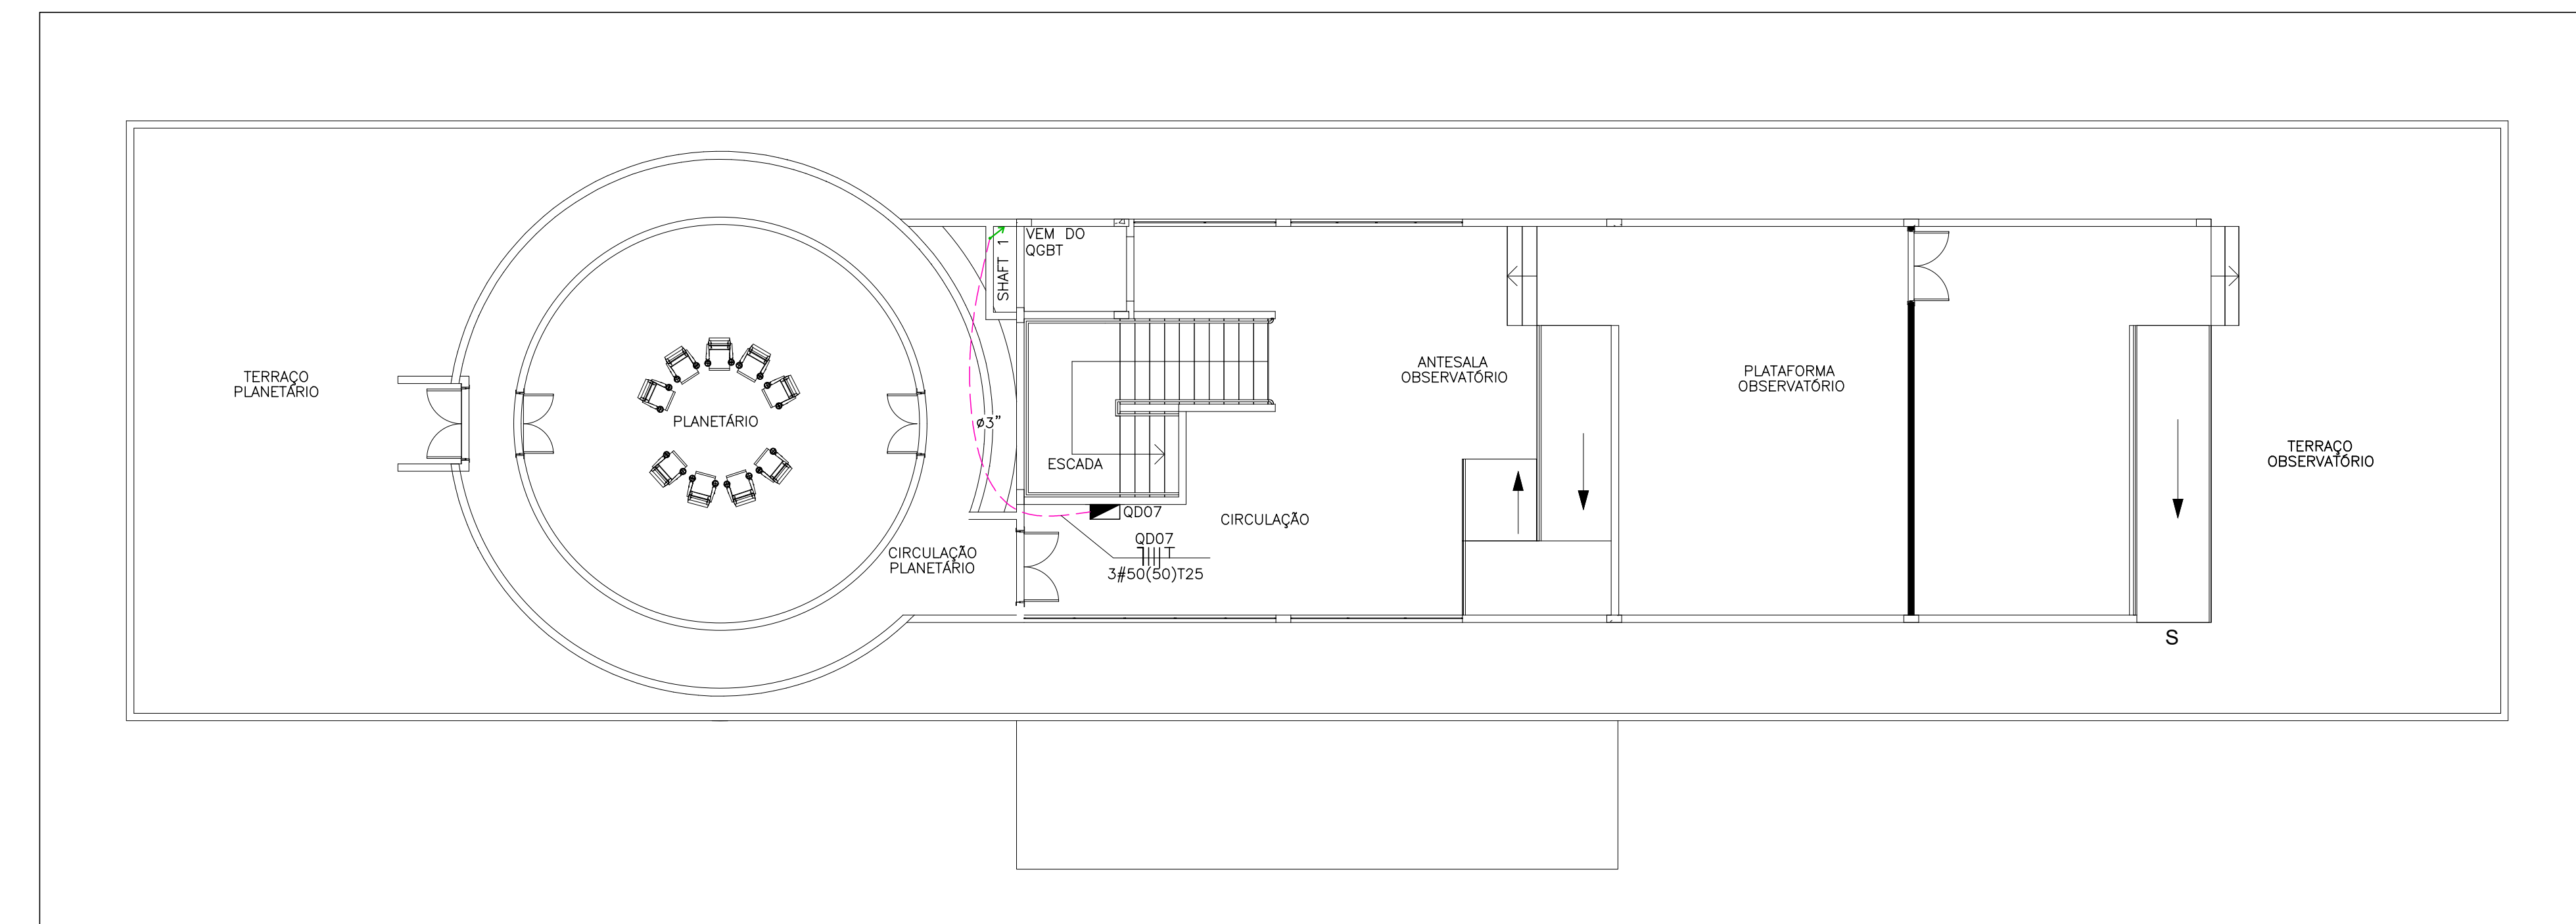 VEM DO
QGBT
SHAFT 1
TERRAÇO
PLANETÁRIO
PLANETÁRIO
ø3"
ESCADA
ANTESALA
OBSERVATÓRIO
PLATAFORMA
OBSERVATÓRIO
TERRAÇO
OBSERVATÓRIO
QD07
CIRCULAÇÃO
QD07
3#50(50)T25
CIRCULAÇÃO
PLANETÁRIO
S